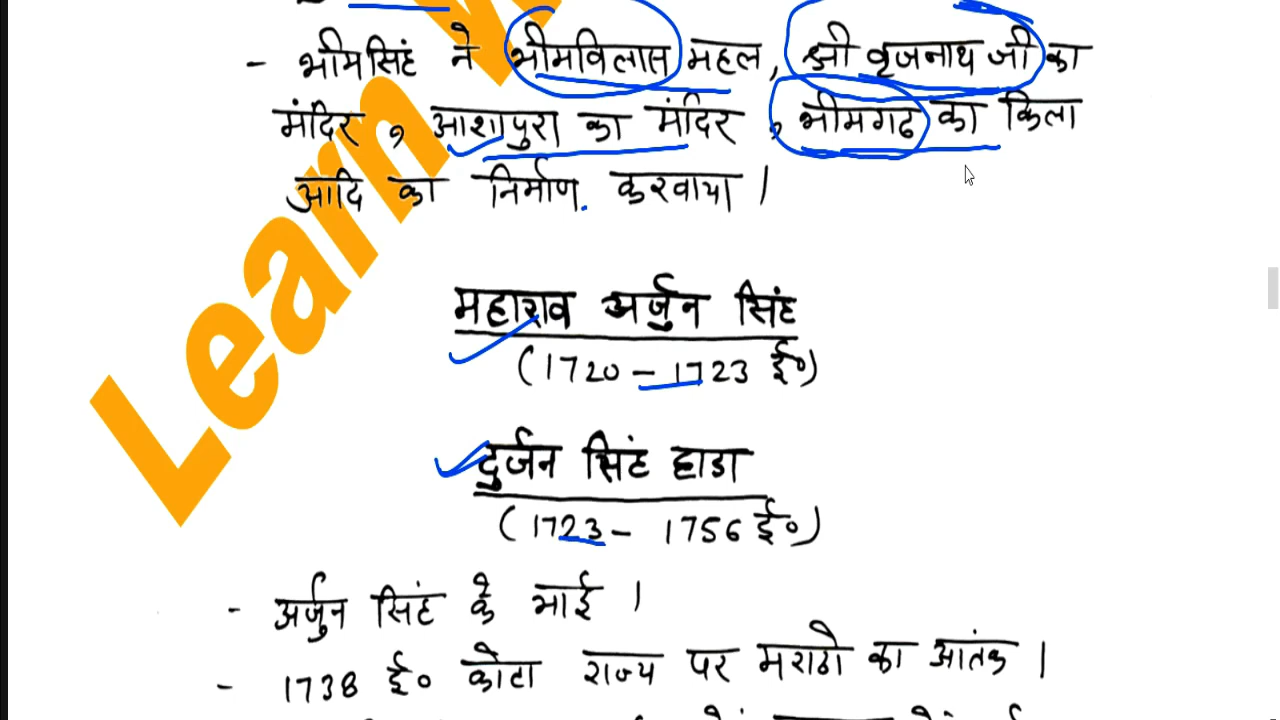 - भीमसिंह ने भीमविलास महल, श्री वृजनाथ जी का
मंदिर, आशापुरा का मंदिर, भीमगढ का किला
आदि का निर्माण करवाया।
महाराव अर्जुन सिंह
(1720 - 1723 ई०)
दुर्जन सिंह हाडा
(1723 - 1756 ई०)
- अर्जुन सिंह के भाई।
- 1738 ई० कोटा राज्य पर मराठो का आतंक।
Learn